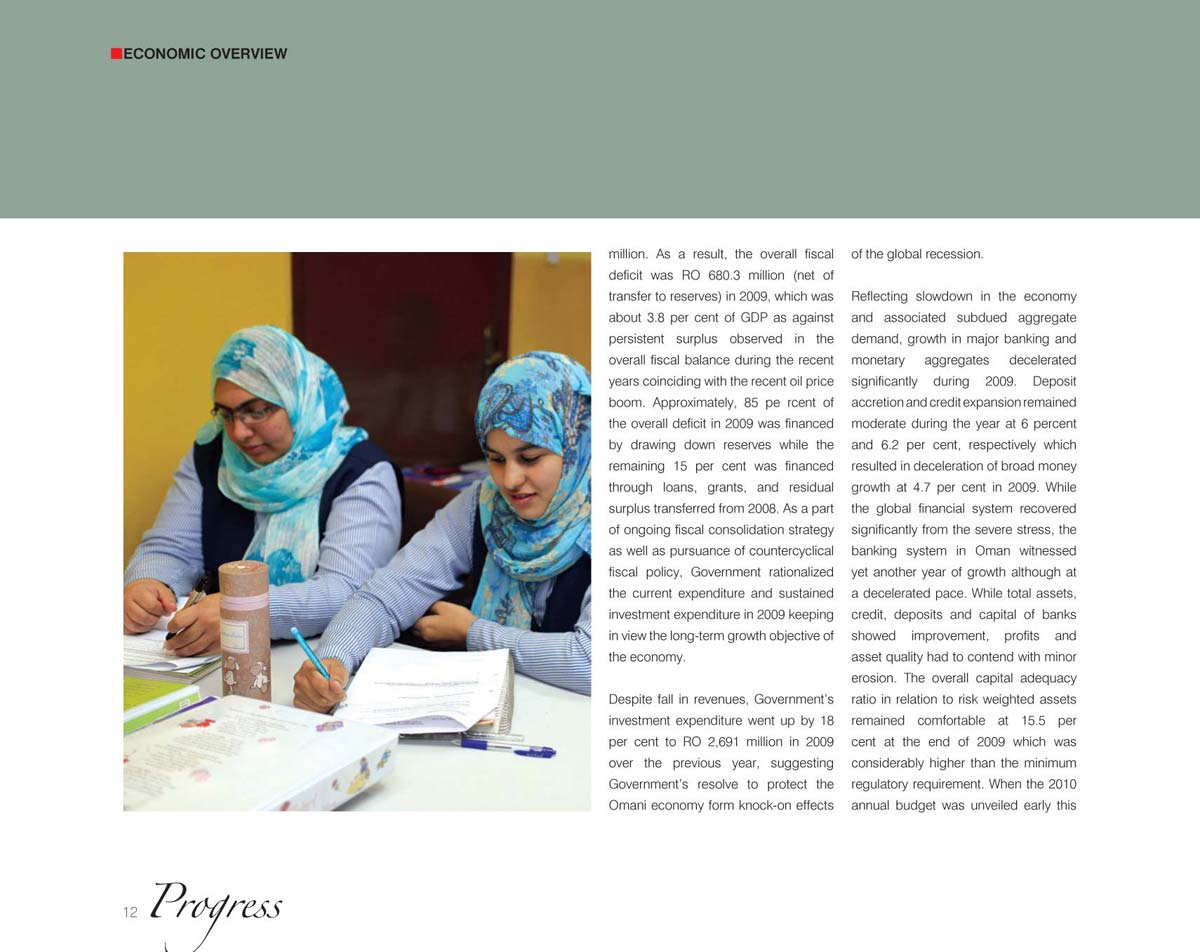 ECONOMIC OVERVIEW
million. As a result, the overall fiscal
deficit was RO 680.3 million (net of
transfer to reserves) in 2009, which was
about 3.8 per cent of GDP as against
persistent surplus observed in the
overall fiscal balance during the recent
years coinciding with the recent oil price
boom. Approximately, 85 pe rcent of
the overall deficit in 2009 was financed
by drawing down reserves while the
remaining 15 per cent was financed
through loans, grants, and residual
surplus transferred from 2008. As a part
of ongoing fiscal consolidation strategy
as well as pursuance of countercyclical
fiscal policy, Government rationalized
the current expenditure and sustained
investment expenditure in 2009 keeping
in view the long-term growth objective of
the economy.
Despite fall in revenues, Government's
investment expenditure went up by 18
per cent to RO 2,691 million in 2009
over the previous year, suggesting
Government's resolve to protect the
Omani economy form knock-on effects
of the global recession.
Reflecting slowdown in the economy
and associated subdued aggregate
demand, growth in major banking and
monetary aggregates decelerated
significantly during 2009. Deposit
accretion and credit expansion remained
moderate during the year at 6 percent
and 6.2 per cent, respectively which
resulted in deceleration of broad money
growth at 4.7 per cent in 2009. While
the global financial system recovered
significantly from the severe stress, the
banking system in Oman witnessed
yet another year of growth although at
a decelerated pace. While total assets,
credit, deposits and capital of banks
showed improvement, profits and
asset quality had to contend with minor
erosion. The overall capital adequacy
ratio in relation to risk weighted assets
remained comfortable at 15.5 per
cent at the end of 2009 which was
considerably higher than the minimum
regulatory requirement. When the 2010
annual budget was unveiled early this
12 Progress